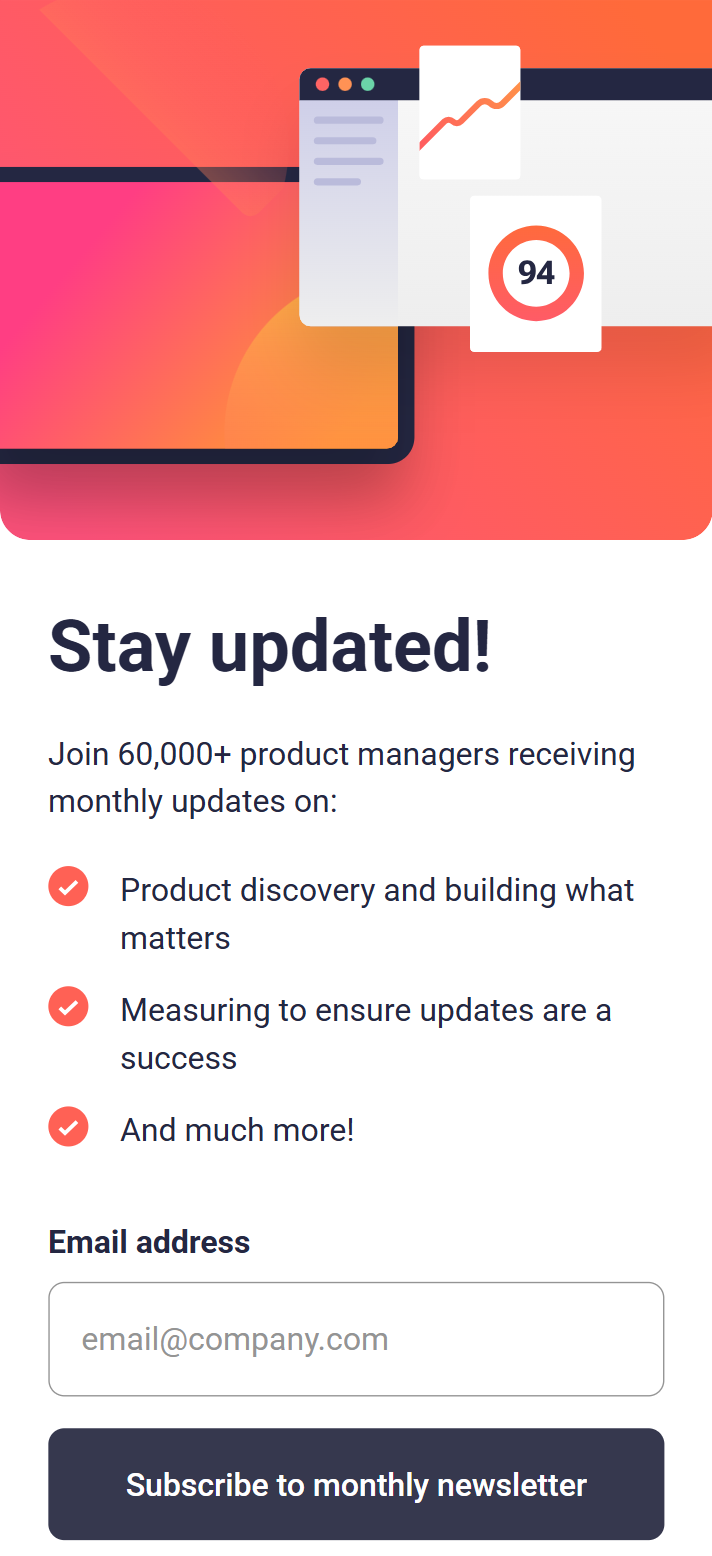 94
Stay updated!
Join 60,000+ product managers receiving
monthly updates on:
Product discovery and building what
matters
Measuring to ensure updates are a
success
And much more!
Email address
email@company.com
Subscribe to monthly newsletter